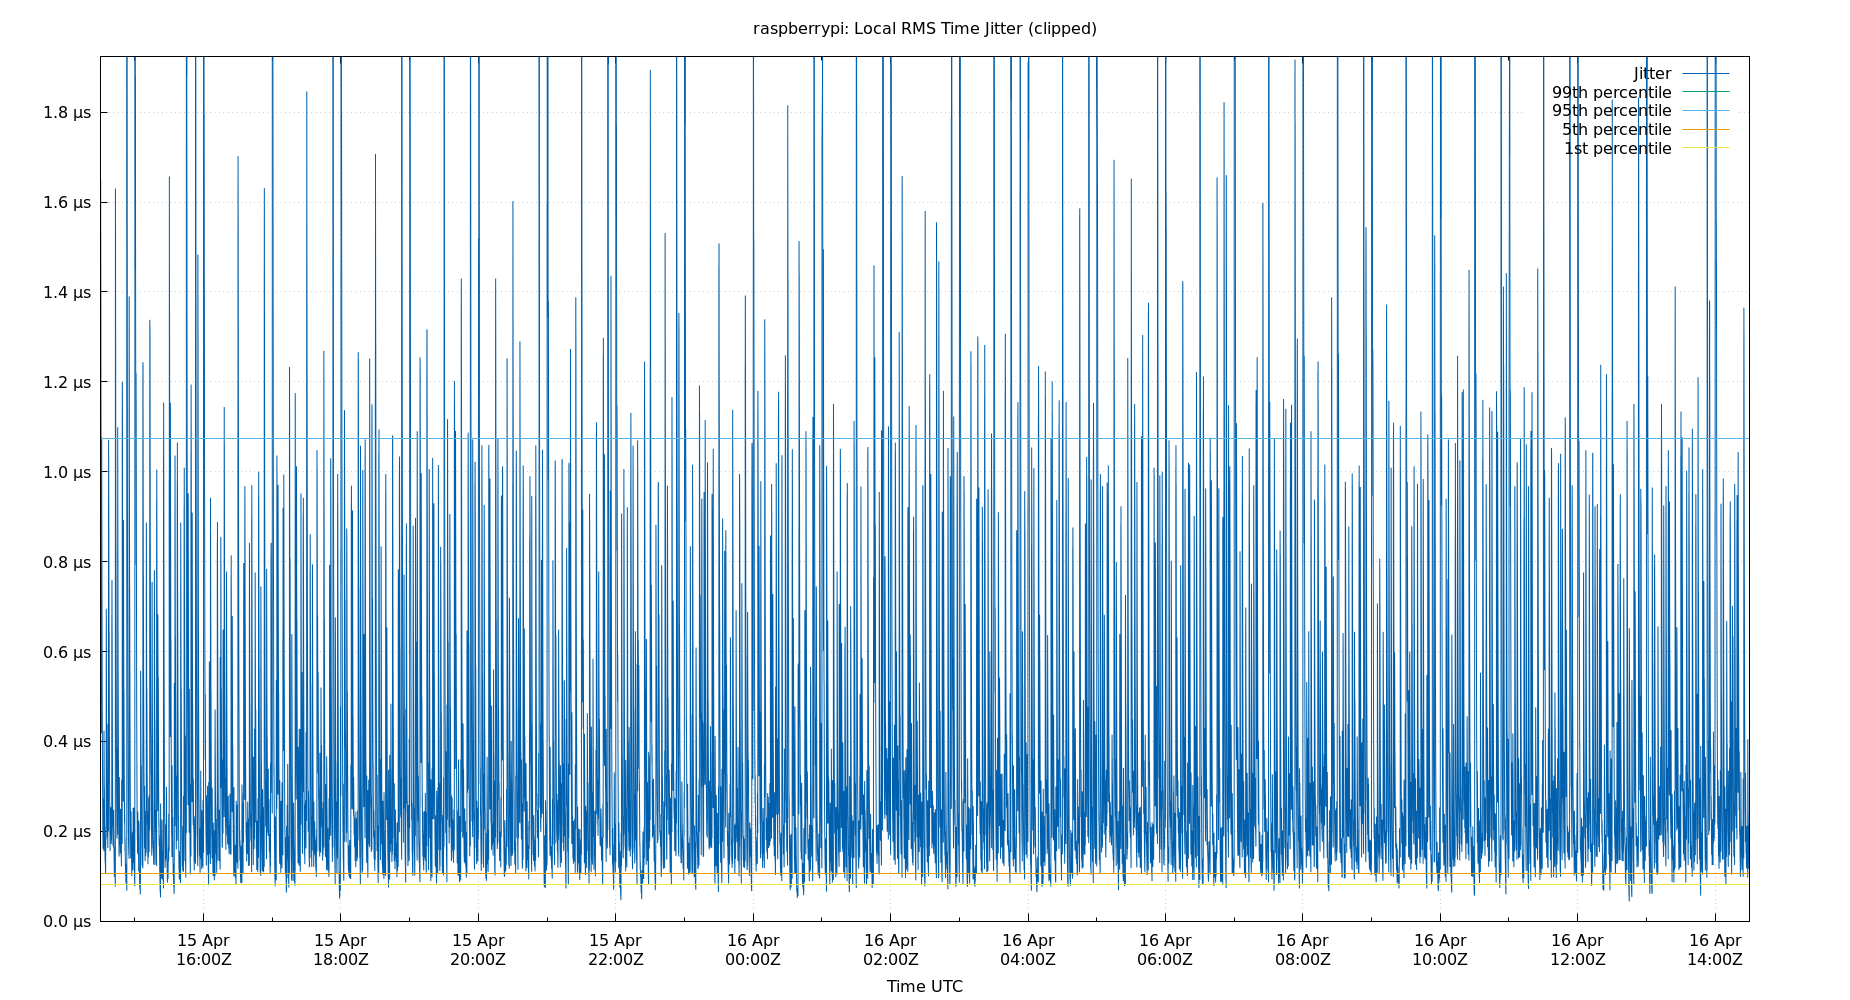 raspberrypi: Local RMS Time Jitter (clipped)
Jitter
99th percentile
95th percentile
5th percentile
1st percentile
1.8 µs
1.6 µs
1.4 µs
1.2 µs
1.0 µs
0.8 µs
0.6 µs
0.4 µs
0.2 µs
0.0 µs
15 Apr 15 Apr 15 Apr 15 Apr 16 Apr 16 Apr 16 Apr 16 Apr 16 Apr 16 Apr 16 Apr 16 Apr
16:00Z 18:00Z 20:00Z 22:00Z 00:00Z 02:00Z 04:00Z 06:00Z 08:00Z 10:00Z 12:00Z 14:00Z
Time UTC